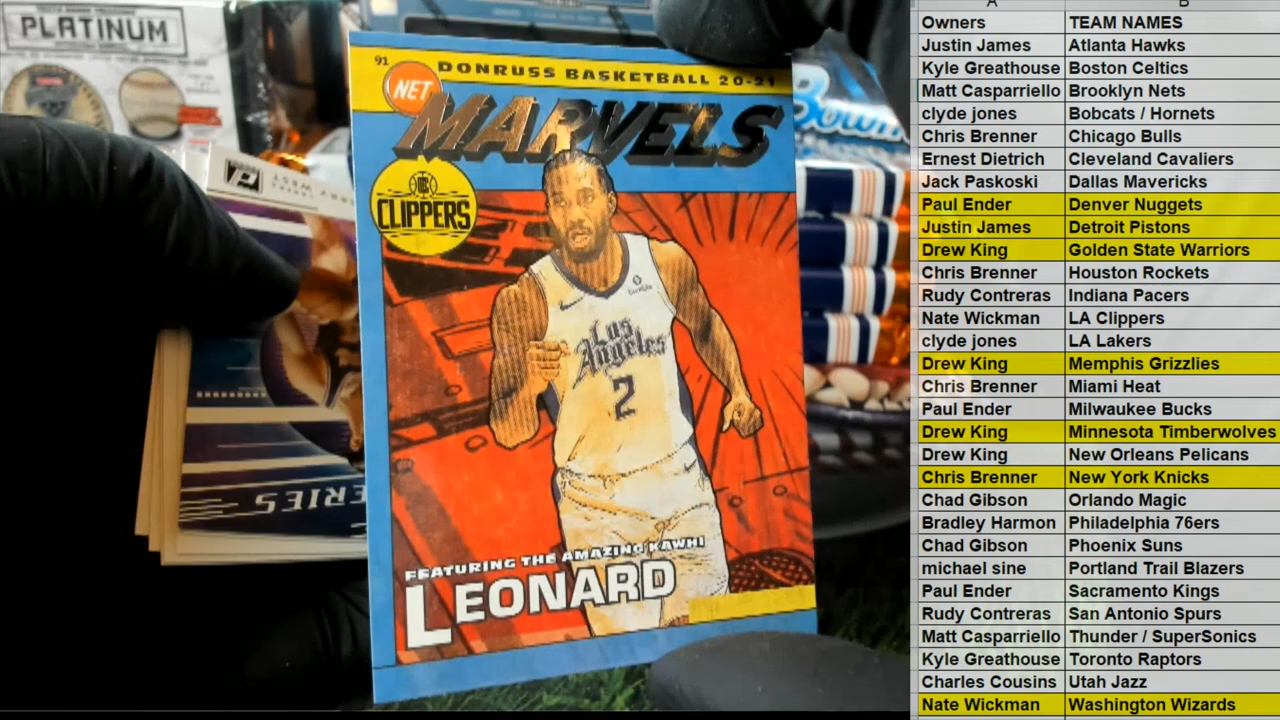 PLATINUM
91
DONRUSS BASKETBALL 20-21
NET
MARVELS
CLIPPERS
Los
Angeles
2
FEATURING THE AMAZING KAWHI
LEONARD
Bown
SERIES
A B
Owners TEAM NAMES
Justin James Atlanta Hawks
Kyle Greathouse Boston Celtics
Matt Casparriello Brooklyn Nets
clyde jones Bobcats / Hornets
Chris Brenner Chicago Bulls
Ernest Dietrich Cleveland Cavaliers
Jack Paskoski Dallas Mavericks
Paul Ender Denver Nuggets
Justin James Detroit Pistons
Drew King Golden State Warriors
Chris Brenner Houston Rockets
Rudy Contreras Indiana Pacers
Nate Wickman LA Clippers
clyde jones LA Lakers
Drew King Memphis Grizzlies
Chris Brenner Miami Heat
Paul Ender Milwaukee Bucks
Drew King Minnesota Timberwolves
Drew King New Orleans Pelicans
Chris Brenner New York Knicks
Chad Gibson Orlando Magic
Bradley Harmon Philadelphia 76ers
Chad Gibson Phoenix Suns
michael sine Portland Trail Blazers
Paul Ender Sacramento Kings
Rudy Contreras San Antonio Spurs
Matt Casparriello Thunder / SuperSonics
Kyle Greathouse Toronto Raptors
Charles Cousins Utah Jazz
Nate Wickman Washington Wizards